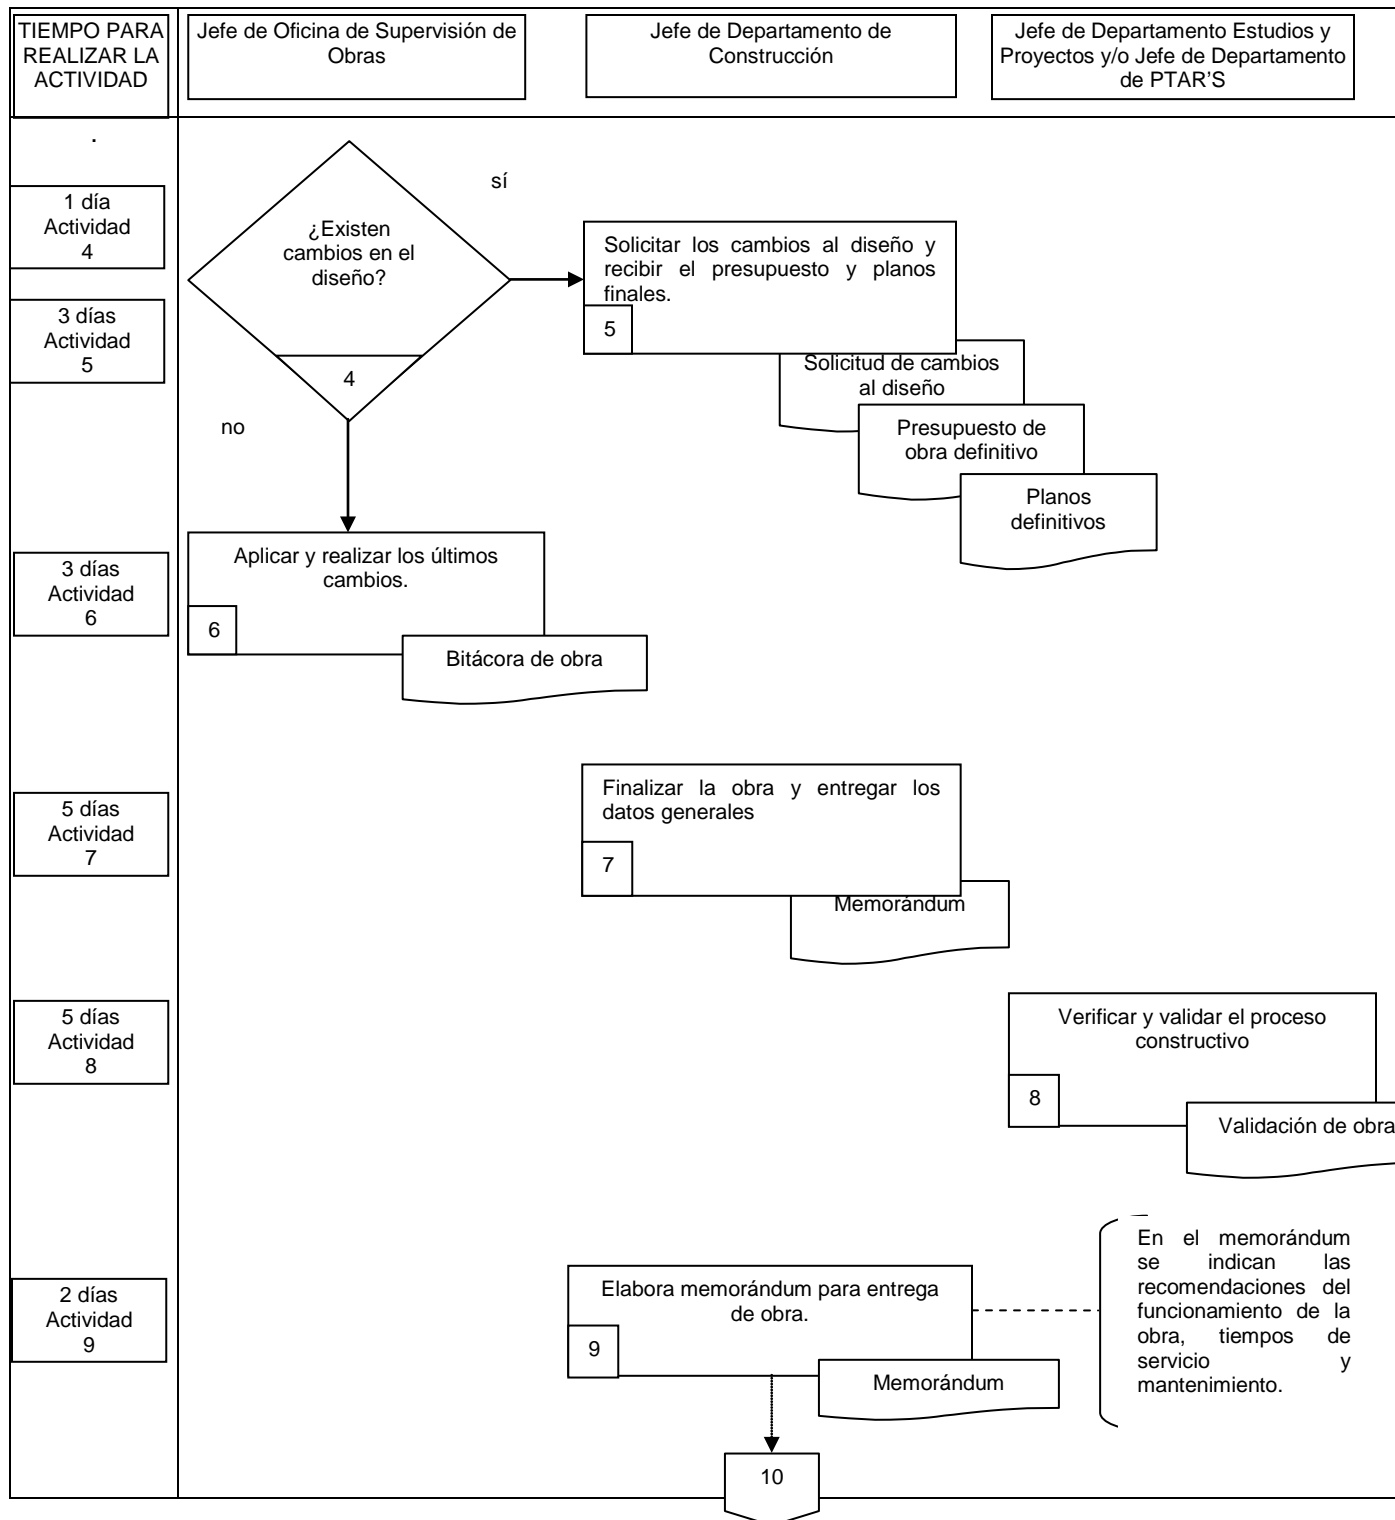 TIEMPO PARA
REALIZAR LA
ACTIVIDAD
Jefe de Oficina de Supervisión de
Obras
Jefe de Departamento de
Construcción
Jefe de Departamento Estudios y
Proyectos y/o Jefe de Departamento
de PTAR'S
.
1 día
Actividad
4
¿Existen
cambios en el
diseño?
4
sí
no
Solicitar los cambios al diseño y
recibir el presupuesto y planos
finales.
5
3 días
Actividad
5
Solicitud de cambios
al diseño
Presupuesto de
obra definitivo
Planos
definitivos
3 días
Actividad
6
Aplicar y realizar los últimos
cambios.
6
Bitácora de obra
5 días
Actividad
7
Finalizar la obra y entregar los
datos generales
7
Memorándum
5 días
Actividad
8
Verificar y validar el proceso
constructivo
8
Validación de obra
2 días
Actividad
9
Elabora memorándum para entrega
de obra.
9
Memorándum
En el memorándum
se indican las
recomendaciones del
funcionamiento de la
obra, tiempos de
servicio y
mantenimiento.
10